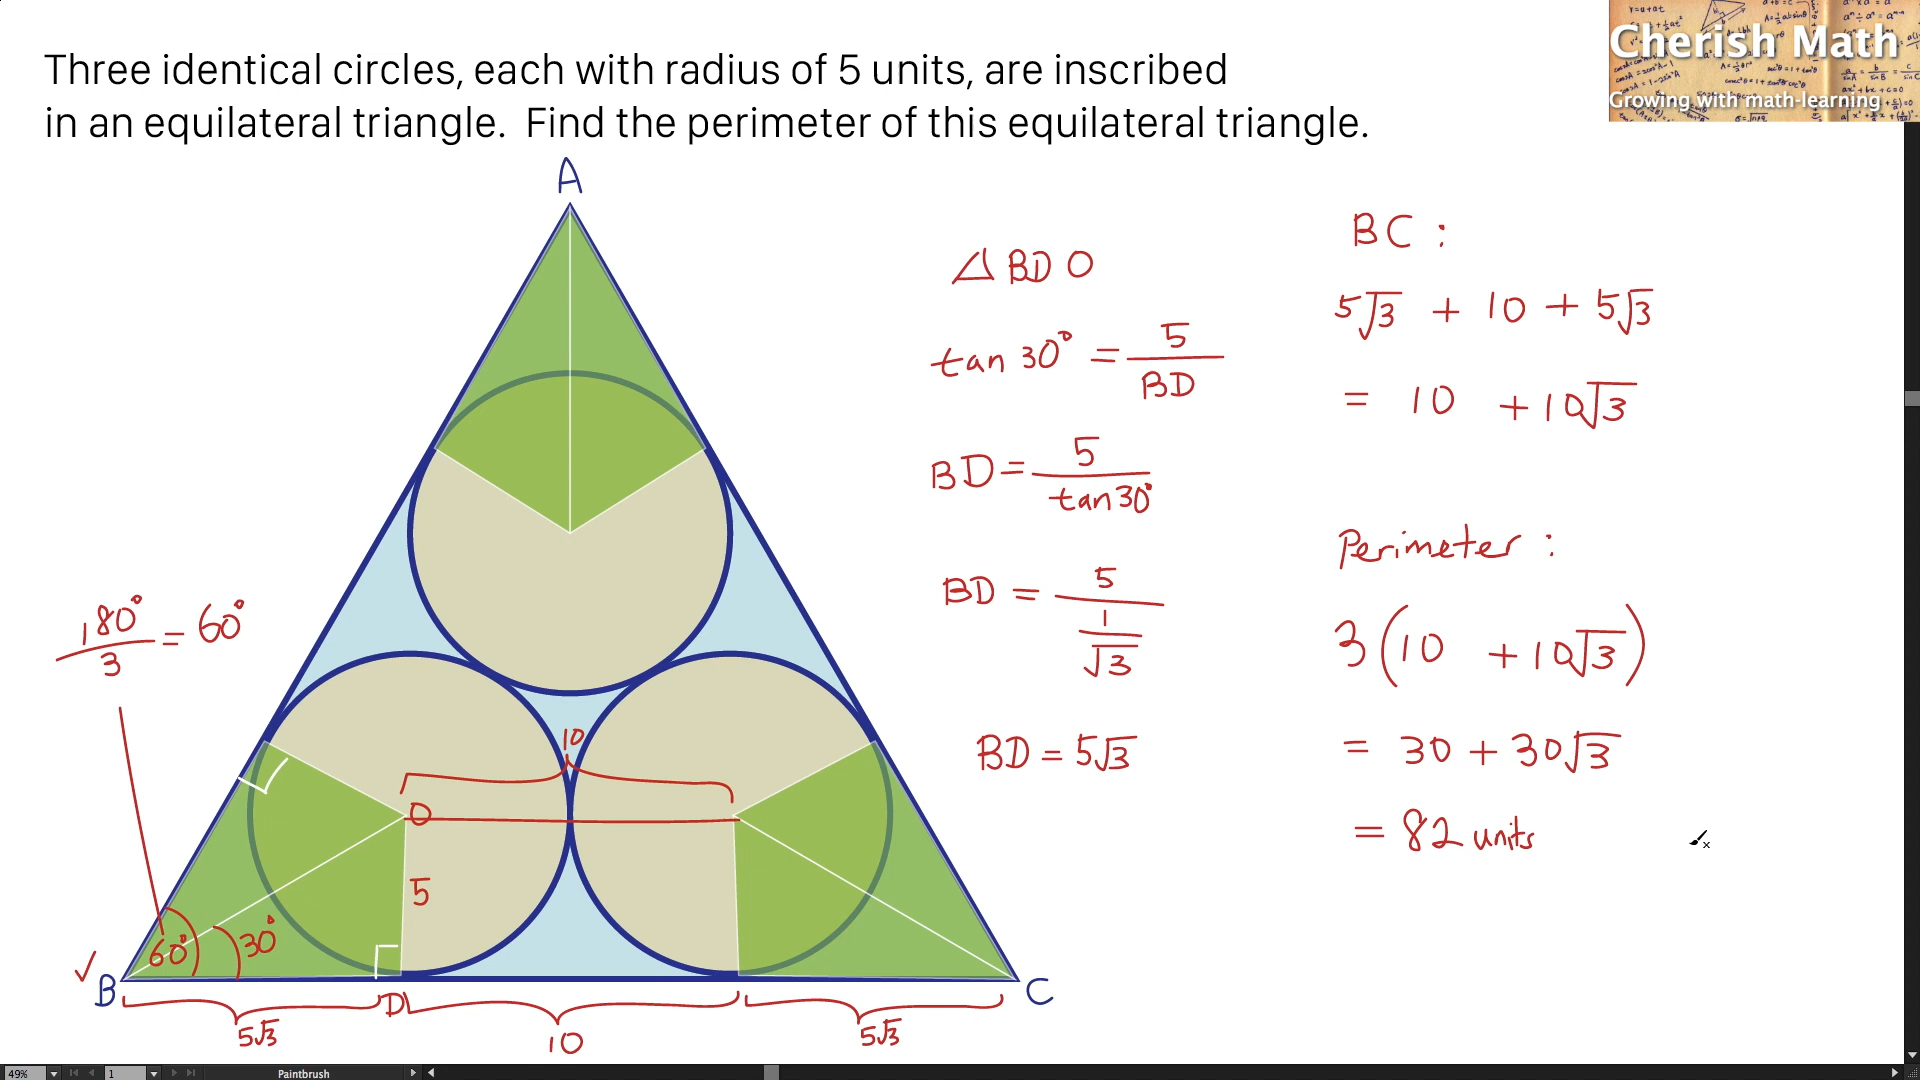 Three identical circles, each with radius of 5 units, are inscribed
in an equilateral triangle. Find the perimeter of this equilateral triangle.
Cherish Math
Growing with math-learning
A
180°/3 = 60°
10
O
5
60°
30°
✓
B
D
C
5√3
10
5√3
△ BDO
tan 30° = 5/BD
BD = 5/tan 30°
BD = 5/(1/√3)
BD = 5√3
BC :
5√3 + 10 + 5√3
= 10 + 10√3
Perimeter :
3(10 + 10√3)
= 30 + 30√3
= 82 units
49%
1
Paintbrush